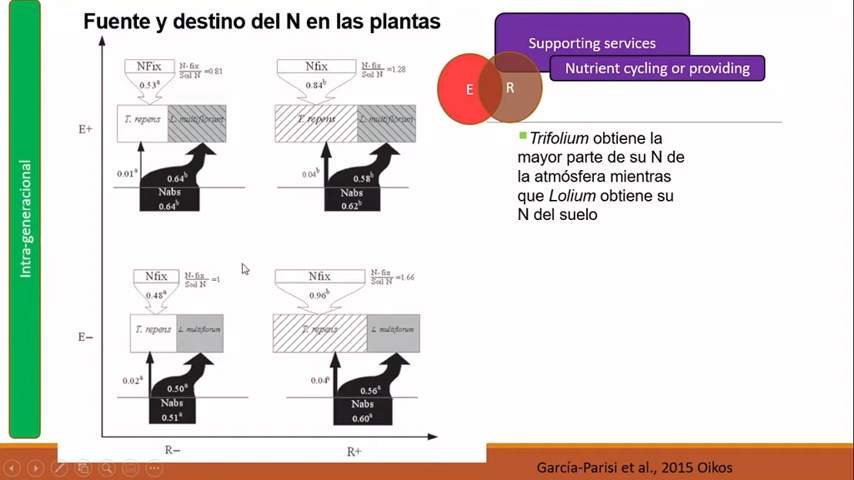 Fuente y destino del N en las plantas
Supporting services
Nutrient cycling or providing
E
R
Intra-generacional
E+
NFix
N-fix
Soil N =0.81
0.53ª
T. repens
L. multiflorum
0.01ª
0.64ᵇ
Nabs
0.64ᵇ
Nfix
N-fix
Soil N =1.28
0.84ᵇ
T. repens
L. multiflorum
0.04ᵇ
0.58ᵇ
Nabs
0.62ᵇ
E–
Nfix
N-fix
Soil N =1
0.48ª
T. repens
L. multiflorum
0.02ª
0.50ª
Nabs
0.51ª
Nfix
N-fix
Soil N =1.66
0.96ᵇ
T. repens
L. multiflorum
0.04ᵇ
0.56ª
Nabs
0.60ª
R–
R+
Trifolium obtiene la
mayor parte de su N de
la atmósfera mientras
que Lolium obtiene su
N del suelo
García-Parisi et al., 2015 Oikos